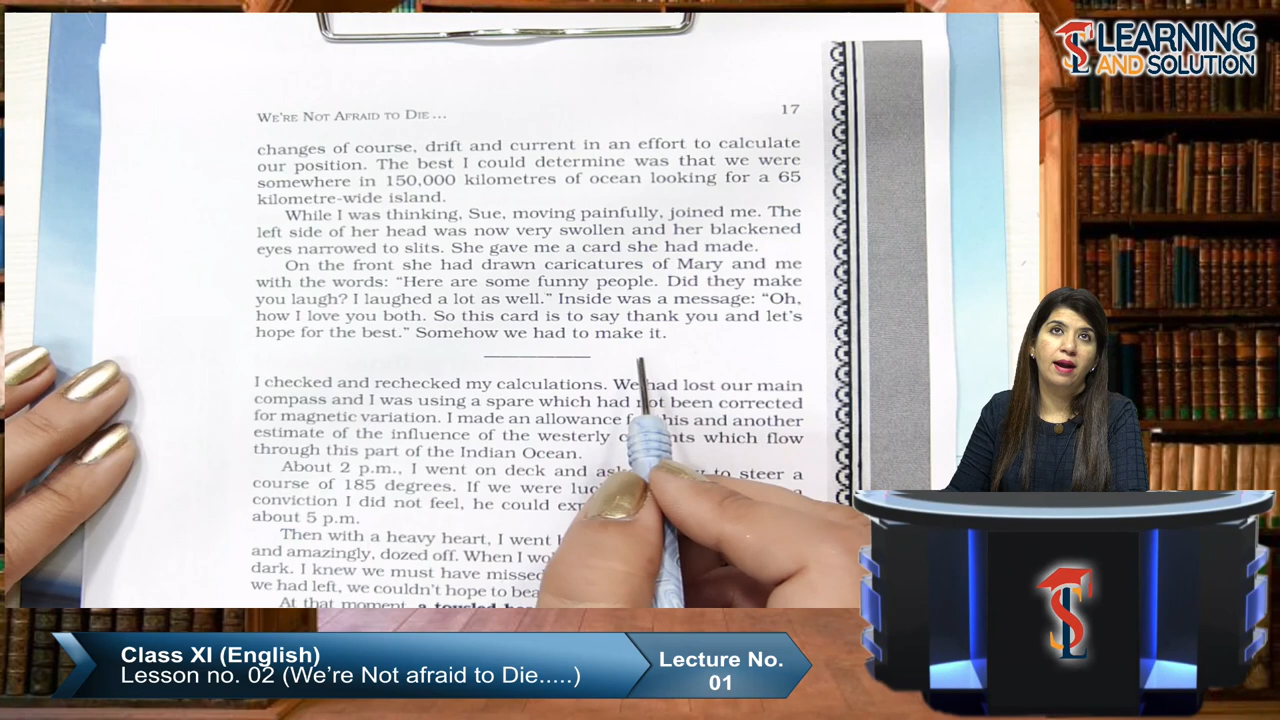 LEARNING
AND SOLUTION
WE'RE NOT AFRAID TO DIE ... 17
changes of course, drift and current in an effort to calculate
our position. The best I could determine was that we were
somewhere in 150,000 kilometres of ocean looking for a 65
kilometre-wide island.
While I was thinking, Sue, moving painfully, joined me. The
left side of her head was now very swollen and her blackened
eyes narrowed to slits. She gave me a card she had made.
On the front she had drawn caricatures of Mary and me
with the words: “Here are some funny people. Did they make
you laugh? I laughed a lot as well.” Inside was a message: “Oh,
how I love you both. So this card is to say thank you and let's
hope for the best.” Somehow we had to make it.
I checked and rechecked my calculations. We had lost our main
compass and I was using a spare which had not been corrected
for magnetic variation. I made an allowance this and another
estimate of the influence of the westerly which flow
through this part of the Indian Ocean.
About 2 p.m., I went on deck and to steer a
course of 185 degrees. If we were
conviction I did not feel, he could
about 5 p.m.
Then with a heavy heart, I went
and amazingly, dozed off. When I
dark. I knew we must have missed
we had left, we couldn't hope to
At that moment, a tousled
Class XI (English)
Lesson no. 02 (We're Not afraid to Die.....)
Lecture No.
01